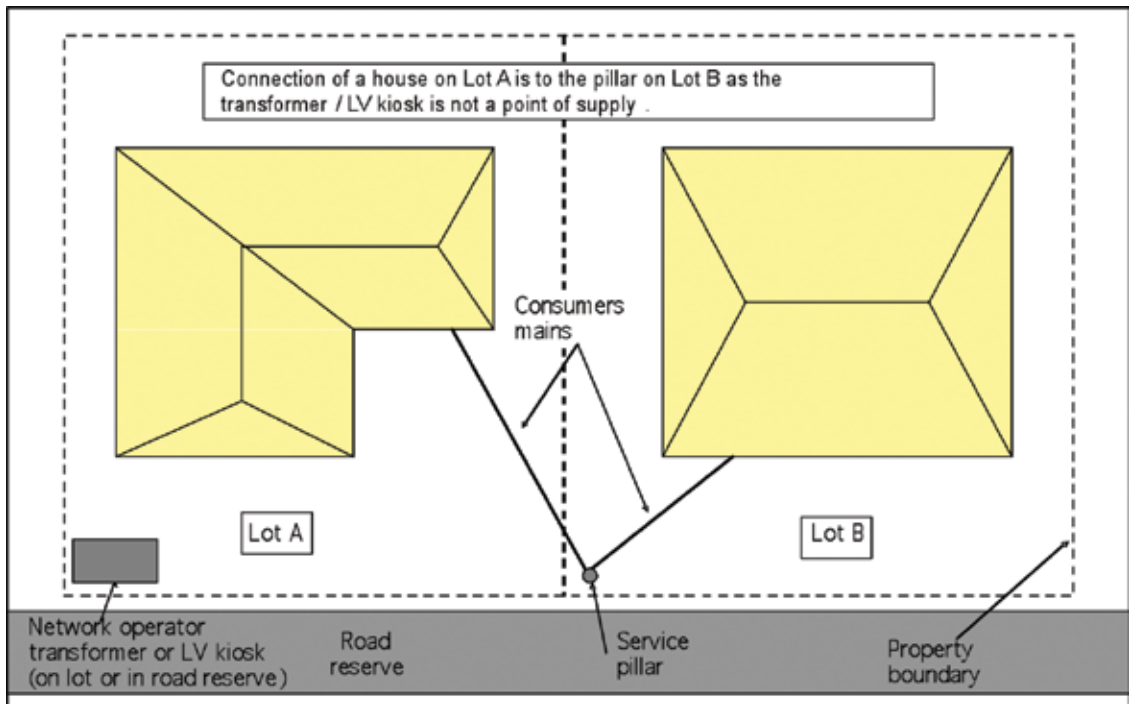 Connection of a house on Lot A is to the pillar on Lot B as the
transformer / LV kiosk is not a point of supply .
Consumers
mains
Lot A
Lot B
Network operator
transformer or LV kiosk
(on lot or in road reserve)
Road
reserve
Service
pillar
Property
boundary